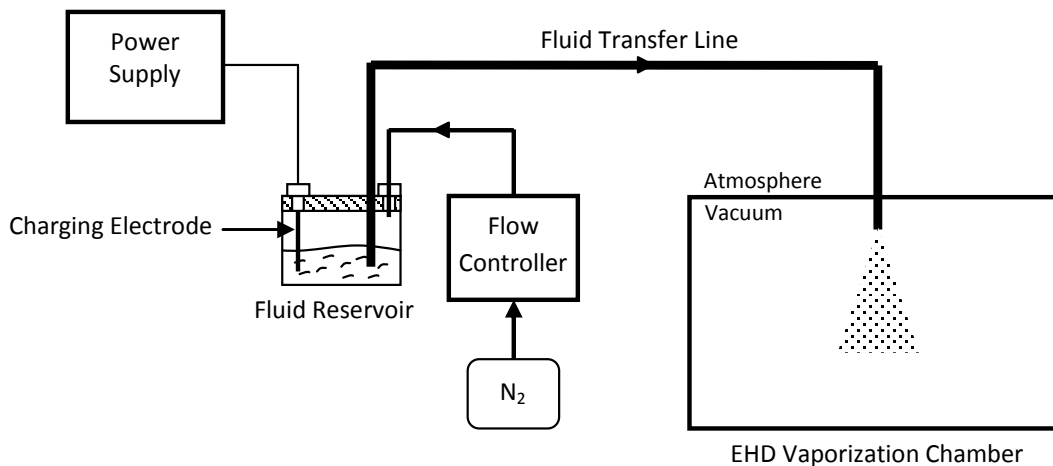 Power
Supply
Fluid Transfer Line
Atmosphere
Vacuum
Charging Electrode
Flow
Controller
Fluid Reservoir
N₂
EHD Vaporization Chamber